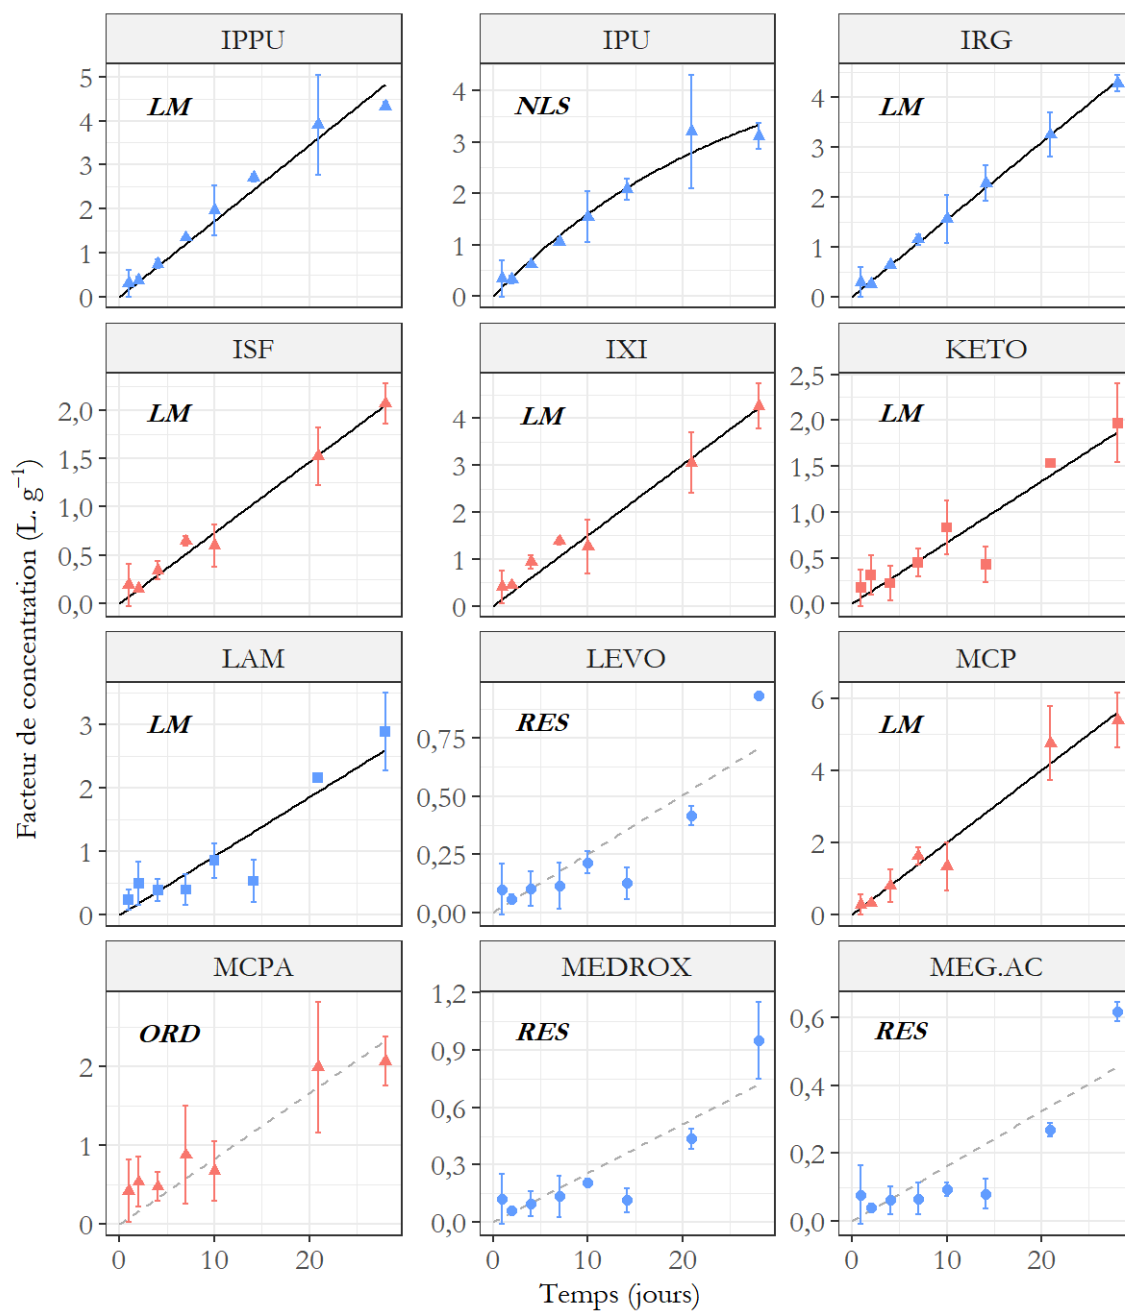 IPPU IPU IRG
5
4
3
2
1
0
LM
4
3
2
1
0
NLS
4
3
2
1
0
LM
ISF IXI KETO
2,0
1,5
1,0
0,5
0,0
LM
4
3
2
1
0
LM
2,5
2,0
1,5
1,0
0,5
0,0
LM
Facteur de concentration (L. g⁻¹)
LAM LEVO MCP
3
2
1
0
LM
0,75
0,50
0,25
0,00
RES
6
4
2
0
LM
MCPA MEDROX MEG.AC
2
1
0
ORD
1,2
0,9
0,6
0,3
0,0
RES
0,6
0,4
0,2
0,0
RES
0 10 20 0 10 20 0 10 20
Temps (jours)